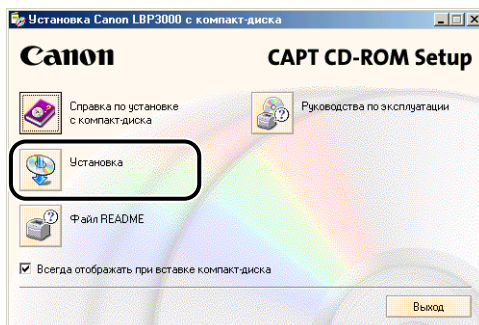 Установка Canon LBP3000 с компакт-диска
Canon
CAPT CD-ROM Setup
Справка по установке
с компакт-диска
Руководства по эксплуатации
Установка
Файл README
Всегда отображать при вставке компакт-диска
Выход